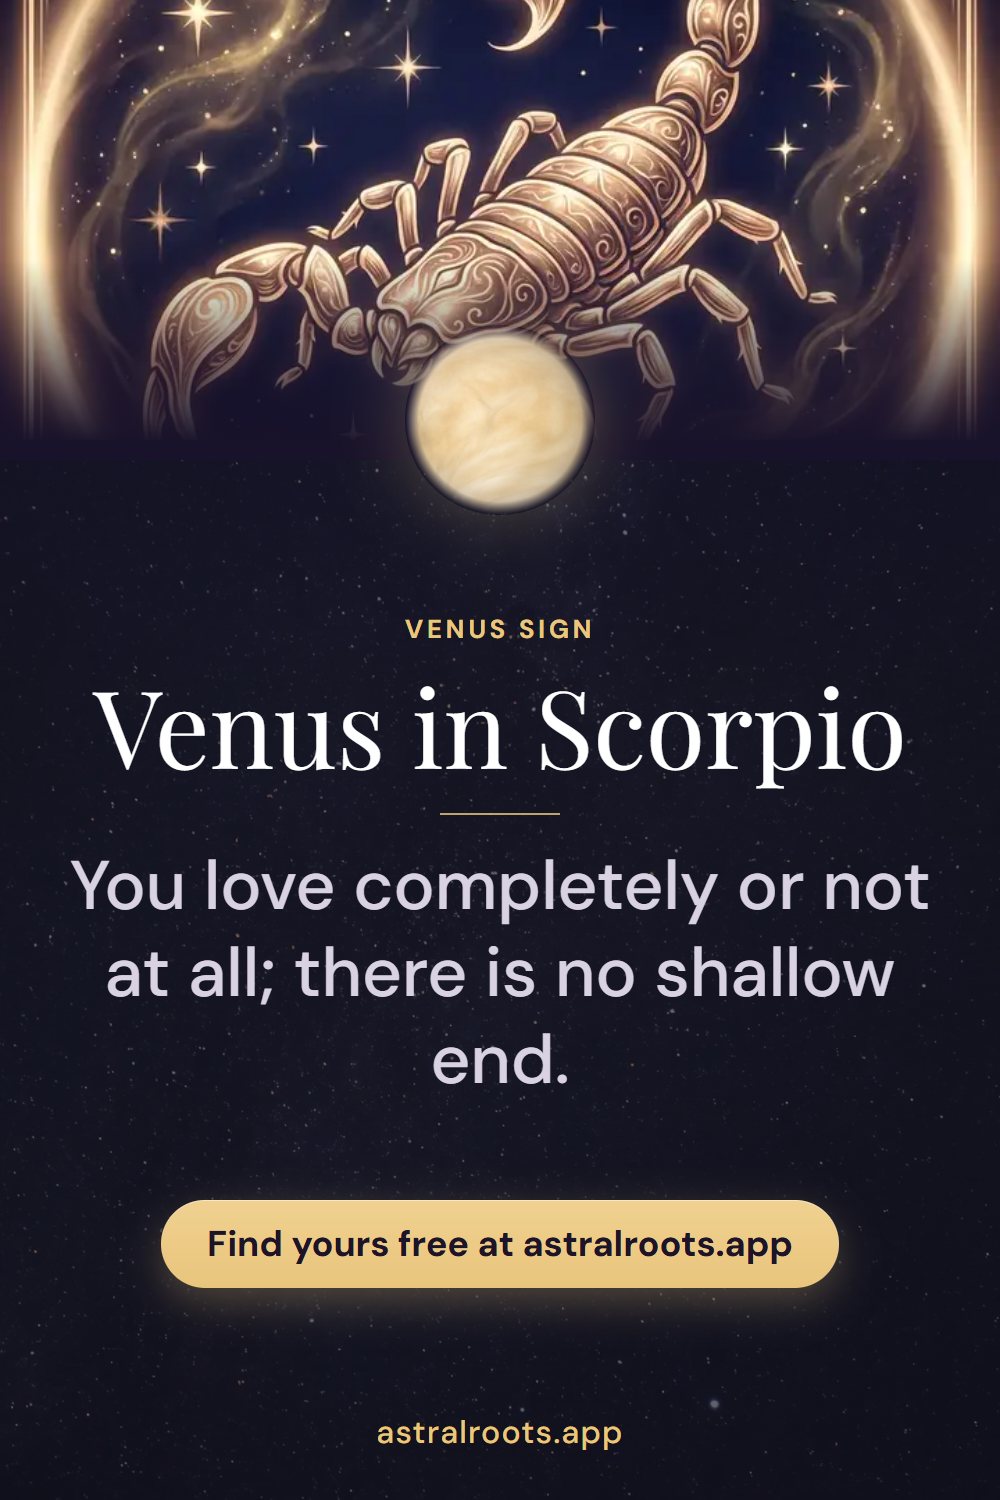 VENUS SIGN
Venus in Scorpio
You love completely or not
at all; there is no shallow
end.
Find yours free at astralroots.app
astralroots.app